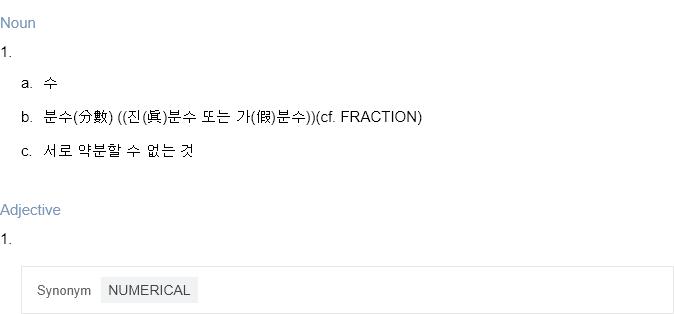 Noun
1.
a. 수
b. 분수(分數) ((진(眞)분수 또는 가(假)분수))(cf. FRACTION)
c. 서로 약분할 수 없는 것
Adjective
1.
Synonym NUMERICAL